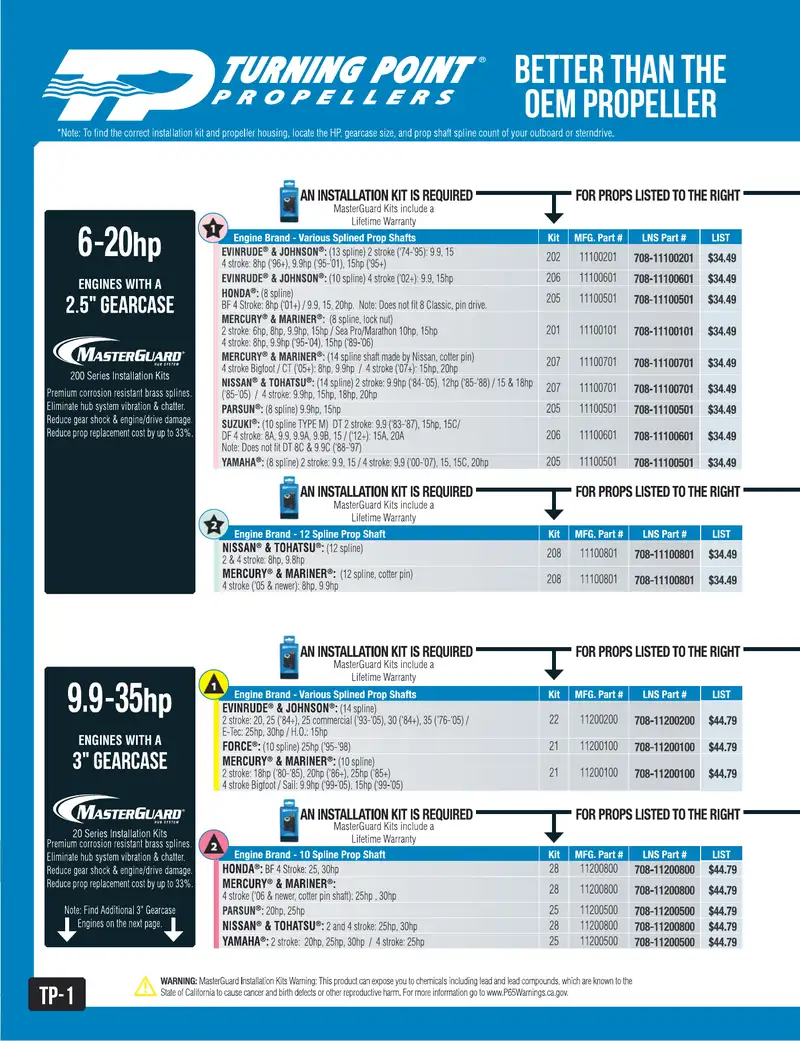 TP TURNING POINT®
PROPELLERS
BETTER THAN THE
OEM PROPELLER
*Note: To find the correct installation kit and propeller housing, locate the HP, gearcase size, and prop shaft spline count of your outboard or sterndrive.
6-20hp
ENGINES WITH A
2.5" GEARCASE
MASTERGUARD®
HUB SYSTEM
200 Series Installation Kits
Premium corrosion resistant brass splines.
Eliminate hub system vibration & chatter.
Reduce gear shock & engine/drive damage.
Reduce prop replacement cost by up to 33%.
AN INSTALLATION KIT IS REQUIRED FOR PROPS LISTED TO THE RIGHT
MasterGuard Kits include a
Lifetime Warranty
1
Engine Brand - Various Splined Prop Shafts Kit MFG. Part # LNS Part # LIST
EVINRUDE® & JOHNSON®: (13 spline) 2 stroke ('74-'95): 9.9, 15
4 stroke: 8hp ('96+), 9.9hp ('95-'01), 15hp ('95+) 202 11100201 708-11100201 $34.49
EVINRUDE® & JOHNSON®: (10 spline) 4 stroke ('02+): 9.9, 15hp 206 11100601 708-11100601 $34.49
HONDA®: (8 spline)
BF 4 Stroke: 8hp ('01+) / 9.9, 15, 20hp. Note: Does not fit 8 Classic, pin drive. 205 11100501 708-11100501 $34.49
MERCURY® & MARINER®: (8 spline, lock nut)
2 stroke: 6hp, 8hp, 9.9hp, 15hp / Sea Pro/Marathon 10hp, 15hp 201 11100101 708-11100101 $34.49
4 stroke: 8hp, 9.9hp ('95-'04), 15hp ('89-'06)
MERCURY® & MARINER®: (14 spline shaft made by Nissan, cotter pin)
4 stroke Bigfoot / CT ('05+): 8hp, 9.9hp / 4 stroke ('07+): 15hp, 20hp 207 11100701 708-11100701 $34.49
NISSAN® & TOHATSU®: (14 spline) 2 stroke: 9.9hp ('84-'05), 12hp ('85-'88) / 15 & 18hp
('85-'05) / 4 stroke: 9.9hp, 15hp, 18hp, 20hp 207 11100701 708-11100701 $34.49
PARSUN®: (8 spline) 9.9hp, 15hp 205 11100501 708-11100501 $34.49
SUZUKI®: (10 spline TYPE M) DT 2 stroke: 9.9 ('83-'87), 15hp, 15C/
DF 4 stroke: 8A, 9.9, 9.9A, 9.9B, 15 / ('12+): 15A, 20A 206 11100601 708-11100601 $34.49
Note: Does not fit DT 8C & 9.9C ('88-'97)
YAMAHA®: (8 spline) 2 stroke: 9.9, 15 / 4 stroke: 9.9 ('00-'07), 15, 15C, 20hp 205 11100501 708-11100501 $34.49
AN INSTALLATION KIT IS REQUIRED FOR PROPS LISTED TO THE RIGHT
MasterGuard Kits include a
Lifetime Warranty
2
Engine Brand - 12 Spline Prop Shaft Kit MFG. Part # LNS Part # LIST
NISSAN® & TOHATSU®: (12 spline)
2 & 4 stroke: 8hp, 9.8hp 208 11100801 708-11100801 $34.49
MERCURY® & MARINER®: (12 spline, cotter pin)
4 stroke ('05 & newer): 8hp, 9.9hp 208 11100801 708-11100801 $34.49
9.9-35hp
ENGINES WITH A
3" GEARCASE
MASTERGUARD®
HUB SYSTEM
20 Series Installation Kits
Premium corrosion resistant brass splines.
Eliminate hub system vibration & chatter.
Reduce gear shock & engine/drive damage.
Reduce prop replacement cost by up to 33%.
Note: Find Additional 3" Gearcase
Engines on the next page.
AN INSTALLATION KIT IS REQUIRED FOR PROPS LISTED TO THE RIGHT
MasterGuard Kits include a
Lifetime Warranty
1
Engine Brand - Various Splined Prop Shafts Kit MFG. Part # LNS Part # LIST
EVINRUDE® & JOHNSON®: (14 spline)
2 stroke: 20, 25 ('84+), 25 commercial ('93-'05), 30 ('84+), 35 ('76-'05) / 22 11200200 708-11200200 $44.79
E-Tec: 25hp, 30hp / H.O.: 15hp
FORCE®: (10 spline) 25hp ('95-'98) 21 11200100 708-11200100 $44.79
MERCURY® & MARINER®: (10 spline)
2 stroke: 18hp ('80-'85), 20hp ('86+), 25hp ('85+) 21 11200100 708-11200100 $44.79
4 stroke Bigfoot / Sail: 9.9hp ('99-'05), 15hp ('99-'05)
AN INSTALLATION KIT IS REQUIRED FOR PROPS LISTED TO THE RIGHT
MasterGuard Kits include a
Lifetime Warranty
2
Engine Brand - 10 Spline Prop Shaft Kit MFG. Part # LNS Part # LIST
HONDA®: BF 4 Stroke: 25, 30hp 28 11200800 708-11200800 $44.79
MERCURY® & MARINER®:
4 stroke ('06 & newer, cotter pin shaft): 25hp , 30hp 28 11200800 708-11200800 $44.79
PARSUN®: 20hp, 25hp 25 11200500 708-11200500 $44.79
NISSAN® & TOHATSU®: 2 and 4 stroke: 25hp, 30hp 28 11200800 708-11200800 $44.79
YAMAHA®: 2 stroke: 20hp, 25hp, 30hp / 4 stroke: 25hp 25 11200500 708-11200500 $44.79
WARNING: MasterGuard Installation Kits Warning: This product can expose you to chemicals including lead and lead compounds, which are known to the
State of California to cause cancer and birth defects or other reproductive harm. For more information go to www.P65Warnings.ca.gov.
TP-1